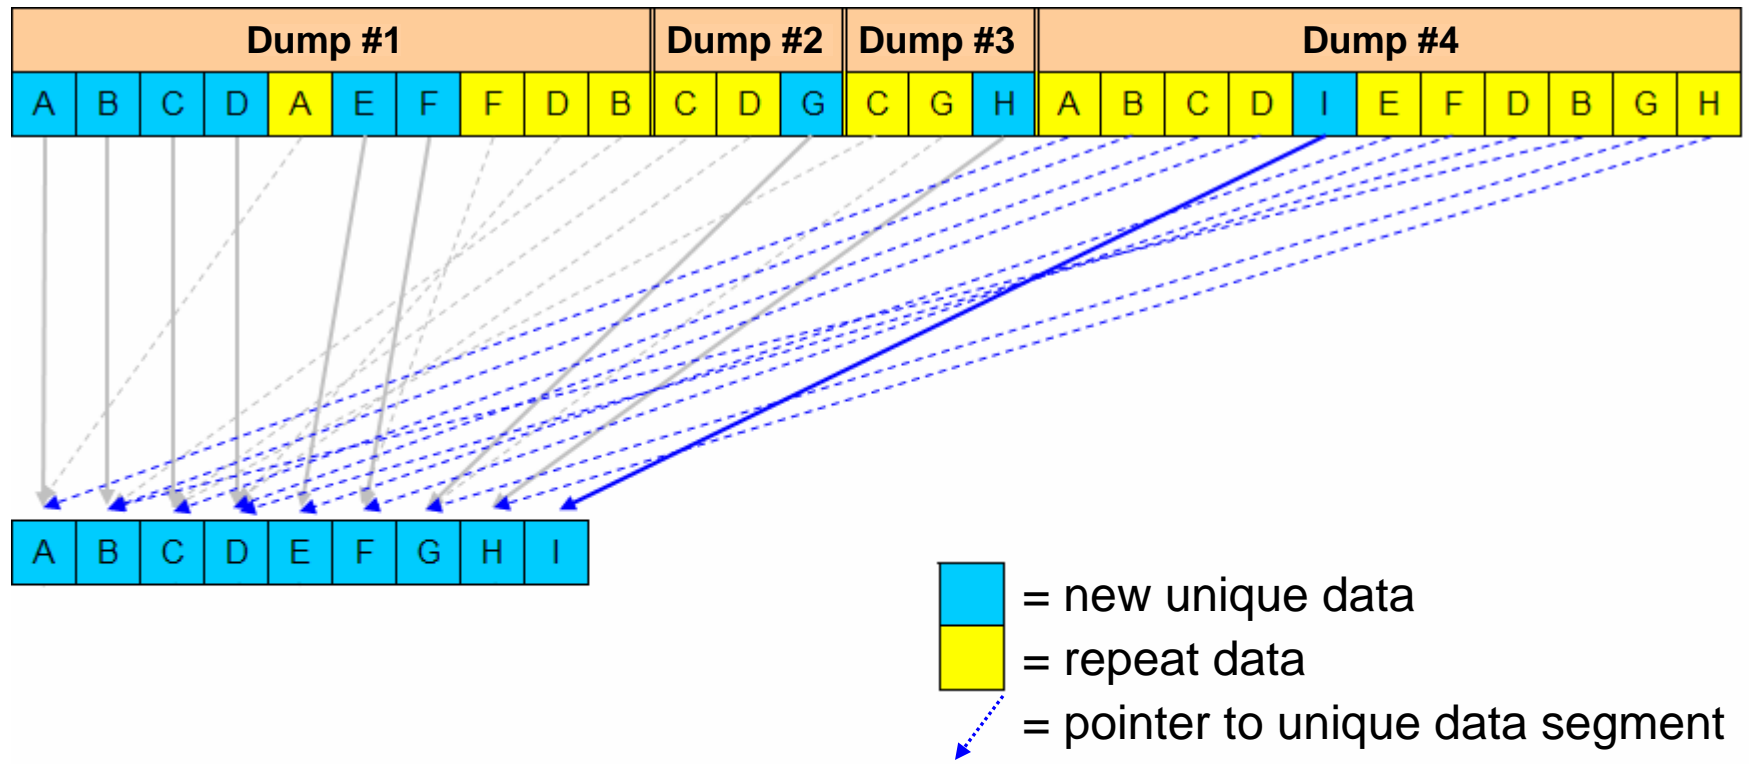 Dump #1 Dump #2 Dump #3 Dump #4
A B C D A E F F D B C D G C G H A B C D I E F D B G H
A B C D E F G H I
= new unique data
= repeat data
= pointer to unique data segment